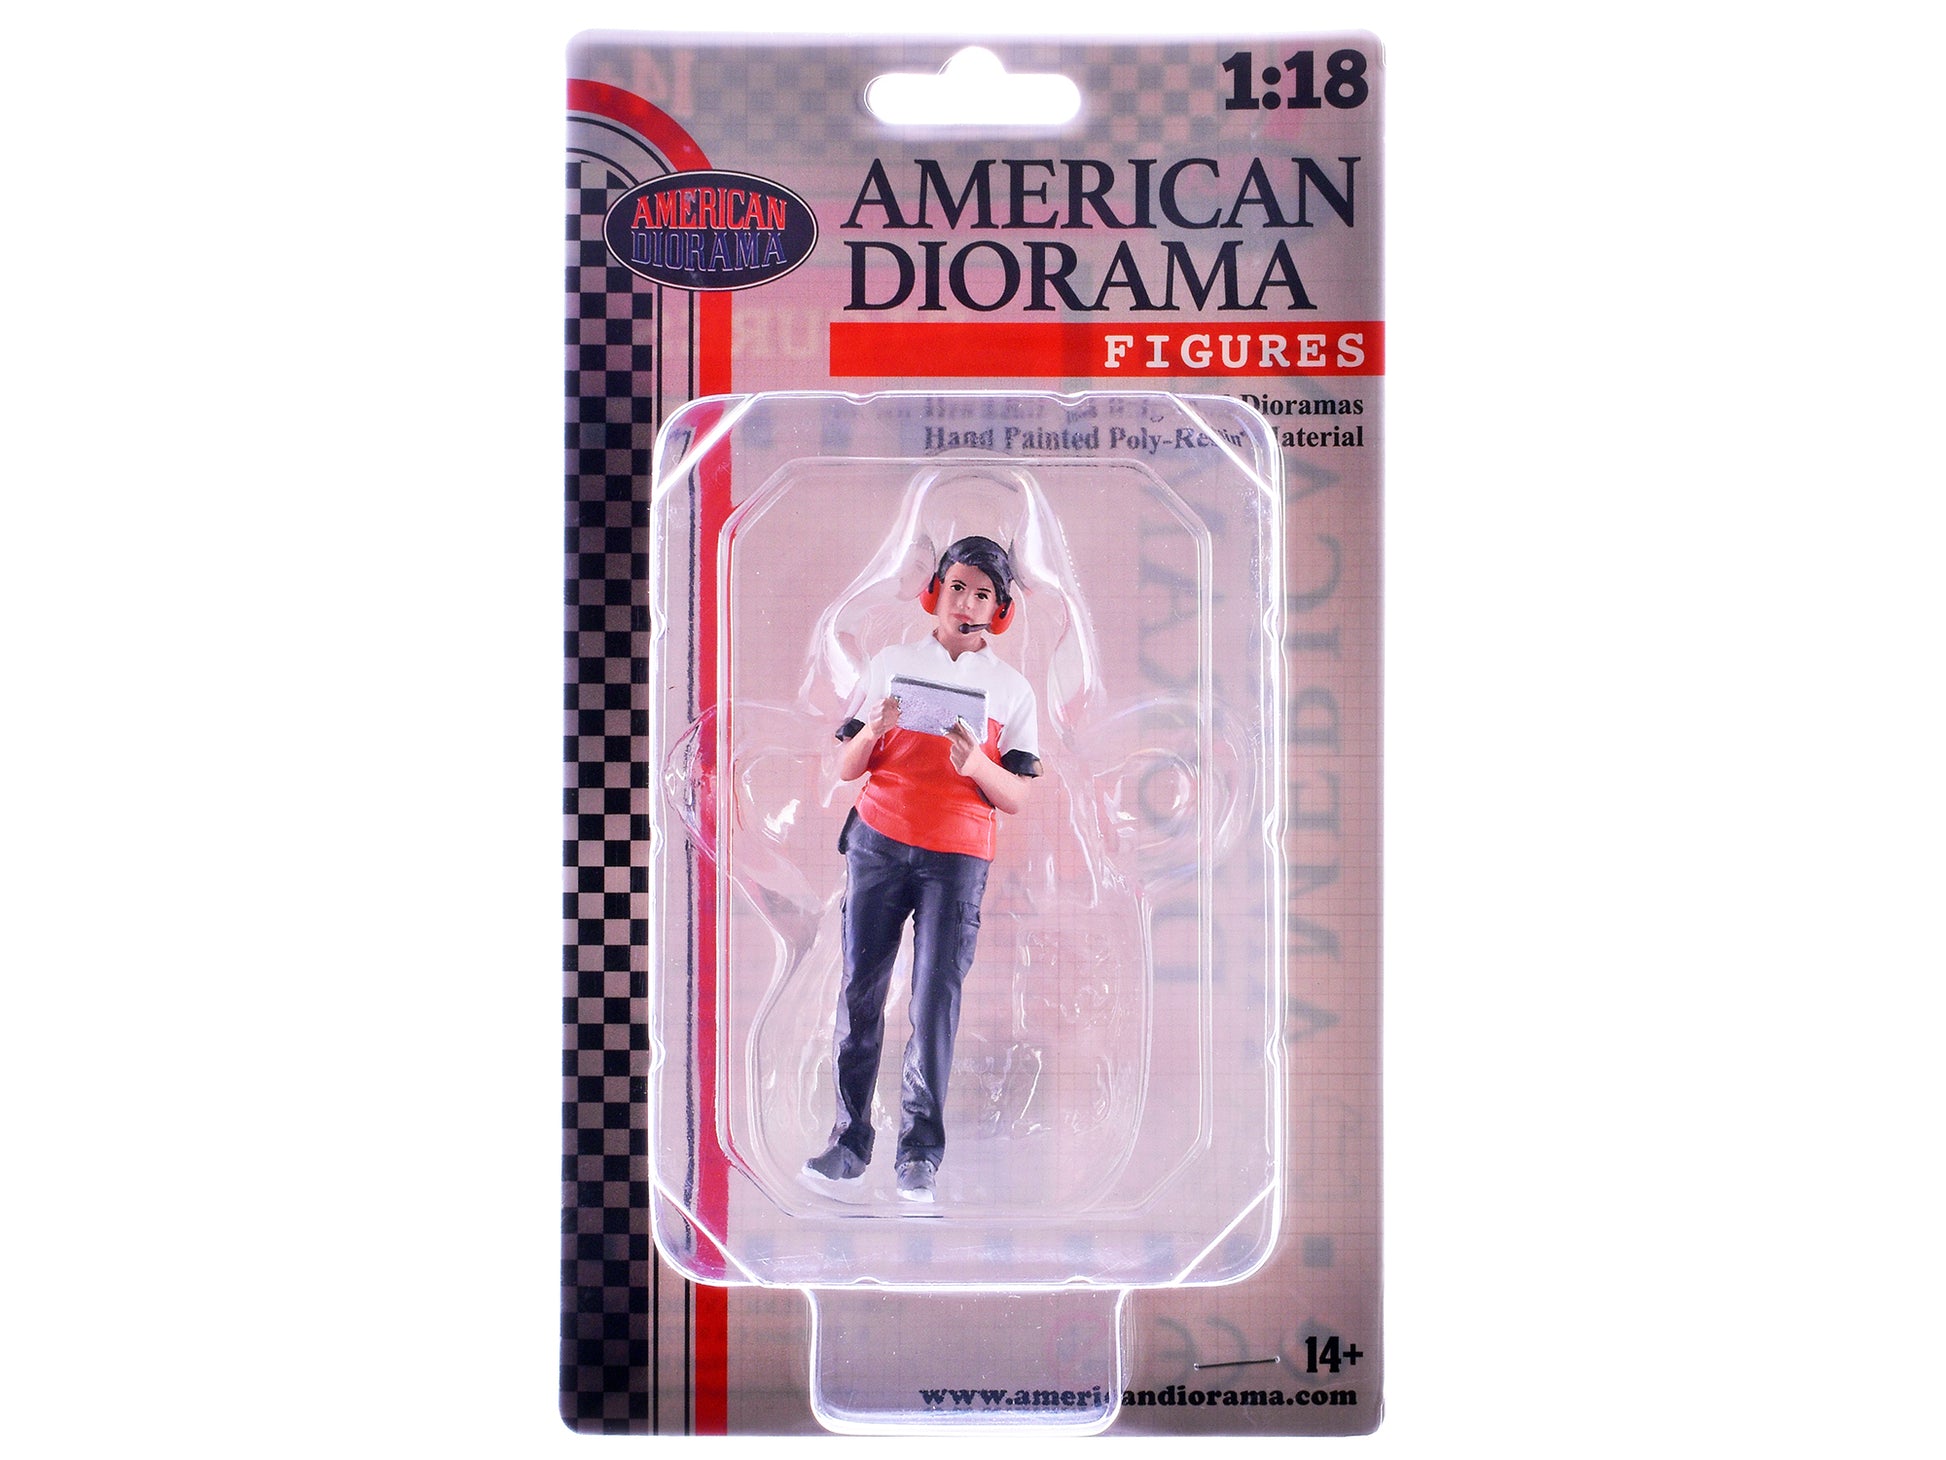 1:18
AMERICAN
DIORAMA
AMERICAN
DIORAMA
FIGURES
Dioramas
Hand Painted Poly-Resin Material
14+
www.americandiorama.com